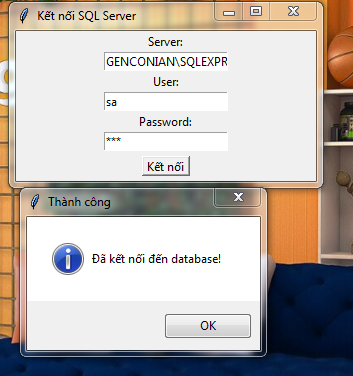 Kết nối SQL Server
Server:
GENCONIAN\SQLEXPR
User:
sa
Password:
***
Kết nối
Thành công
Đã kết nối đến database!
OK